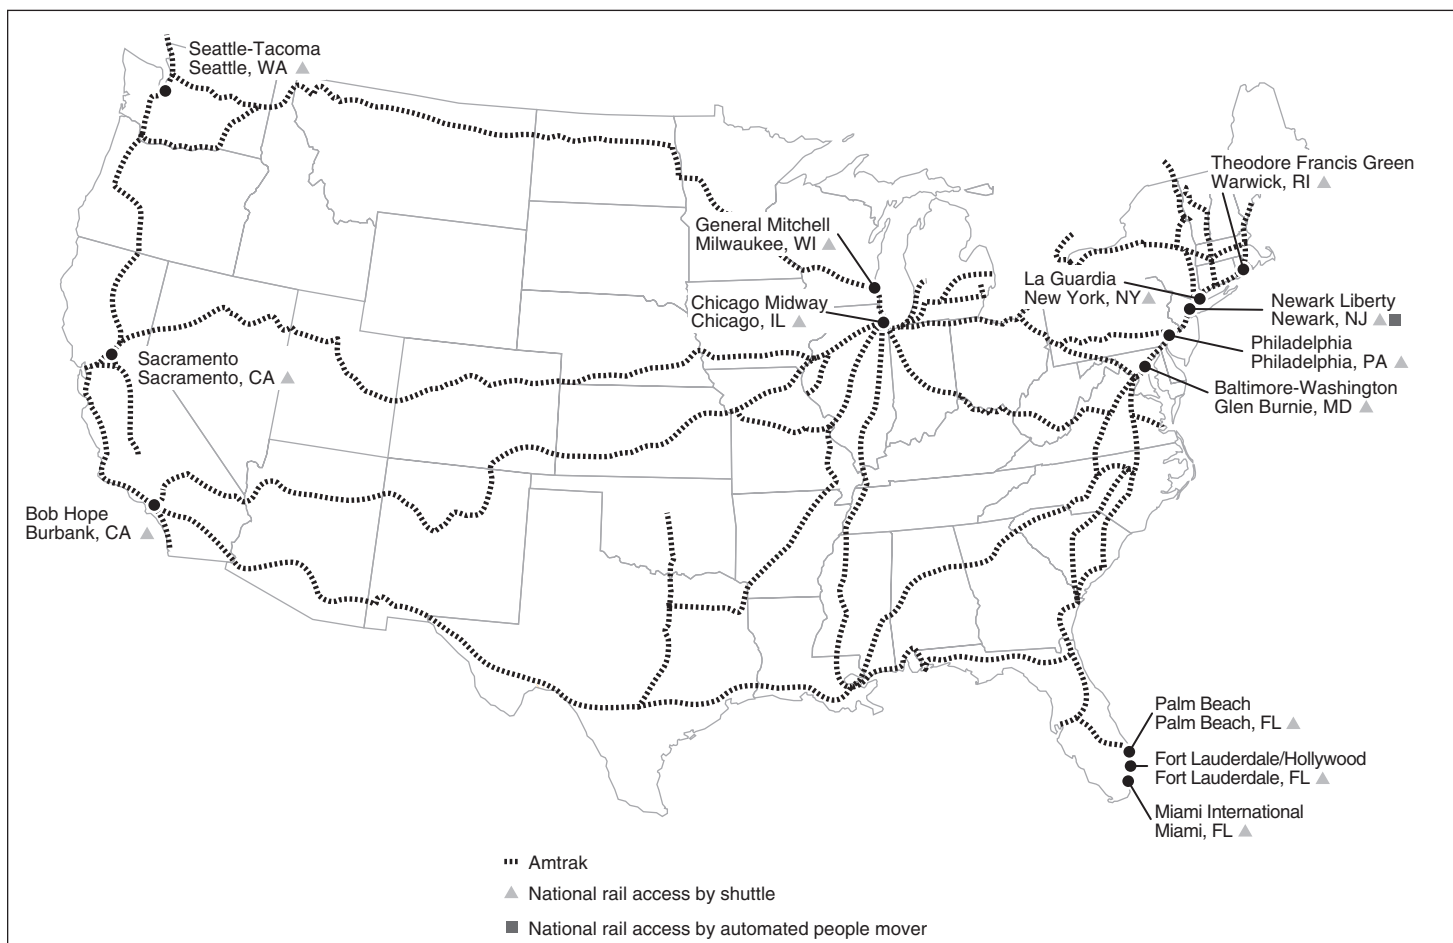 Seattle-Tacoma
Seattle, WA
Theodore Francis Green
Warwick, RI
General Mitchell
Milwaukee, WI
La Guardia
New York, NY
Newark Liberty
Newark, NJ
Chicago Midway
Chicago, IL
Philadelphia
Philadelphia, PA
Sacramento
Sacramento, CA
Baltimore-Washington
Glen Burnie, MD
Bob Hope
Burbank, CA
Palm Beach
Palm Beach, FL
Fort Lauderdale/Hollywood
Fort Lauderdale, FL
Miami International
Miami, FL
Amtrak
National rail access by shuttle
National rail access by automated people mover